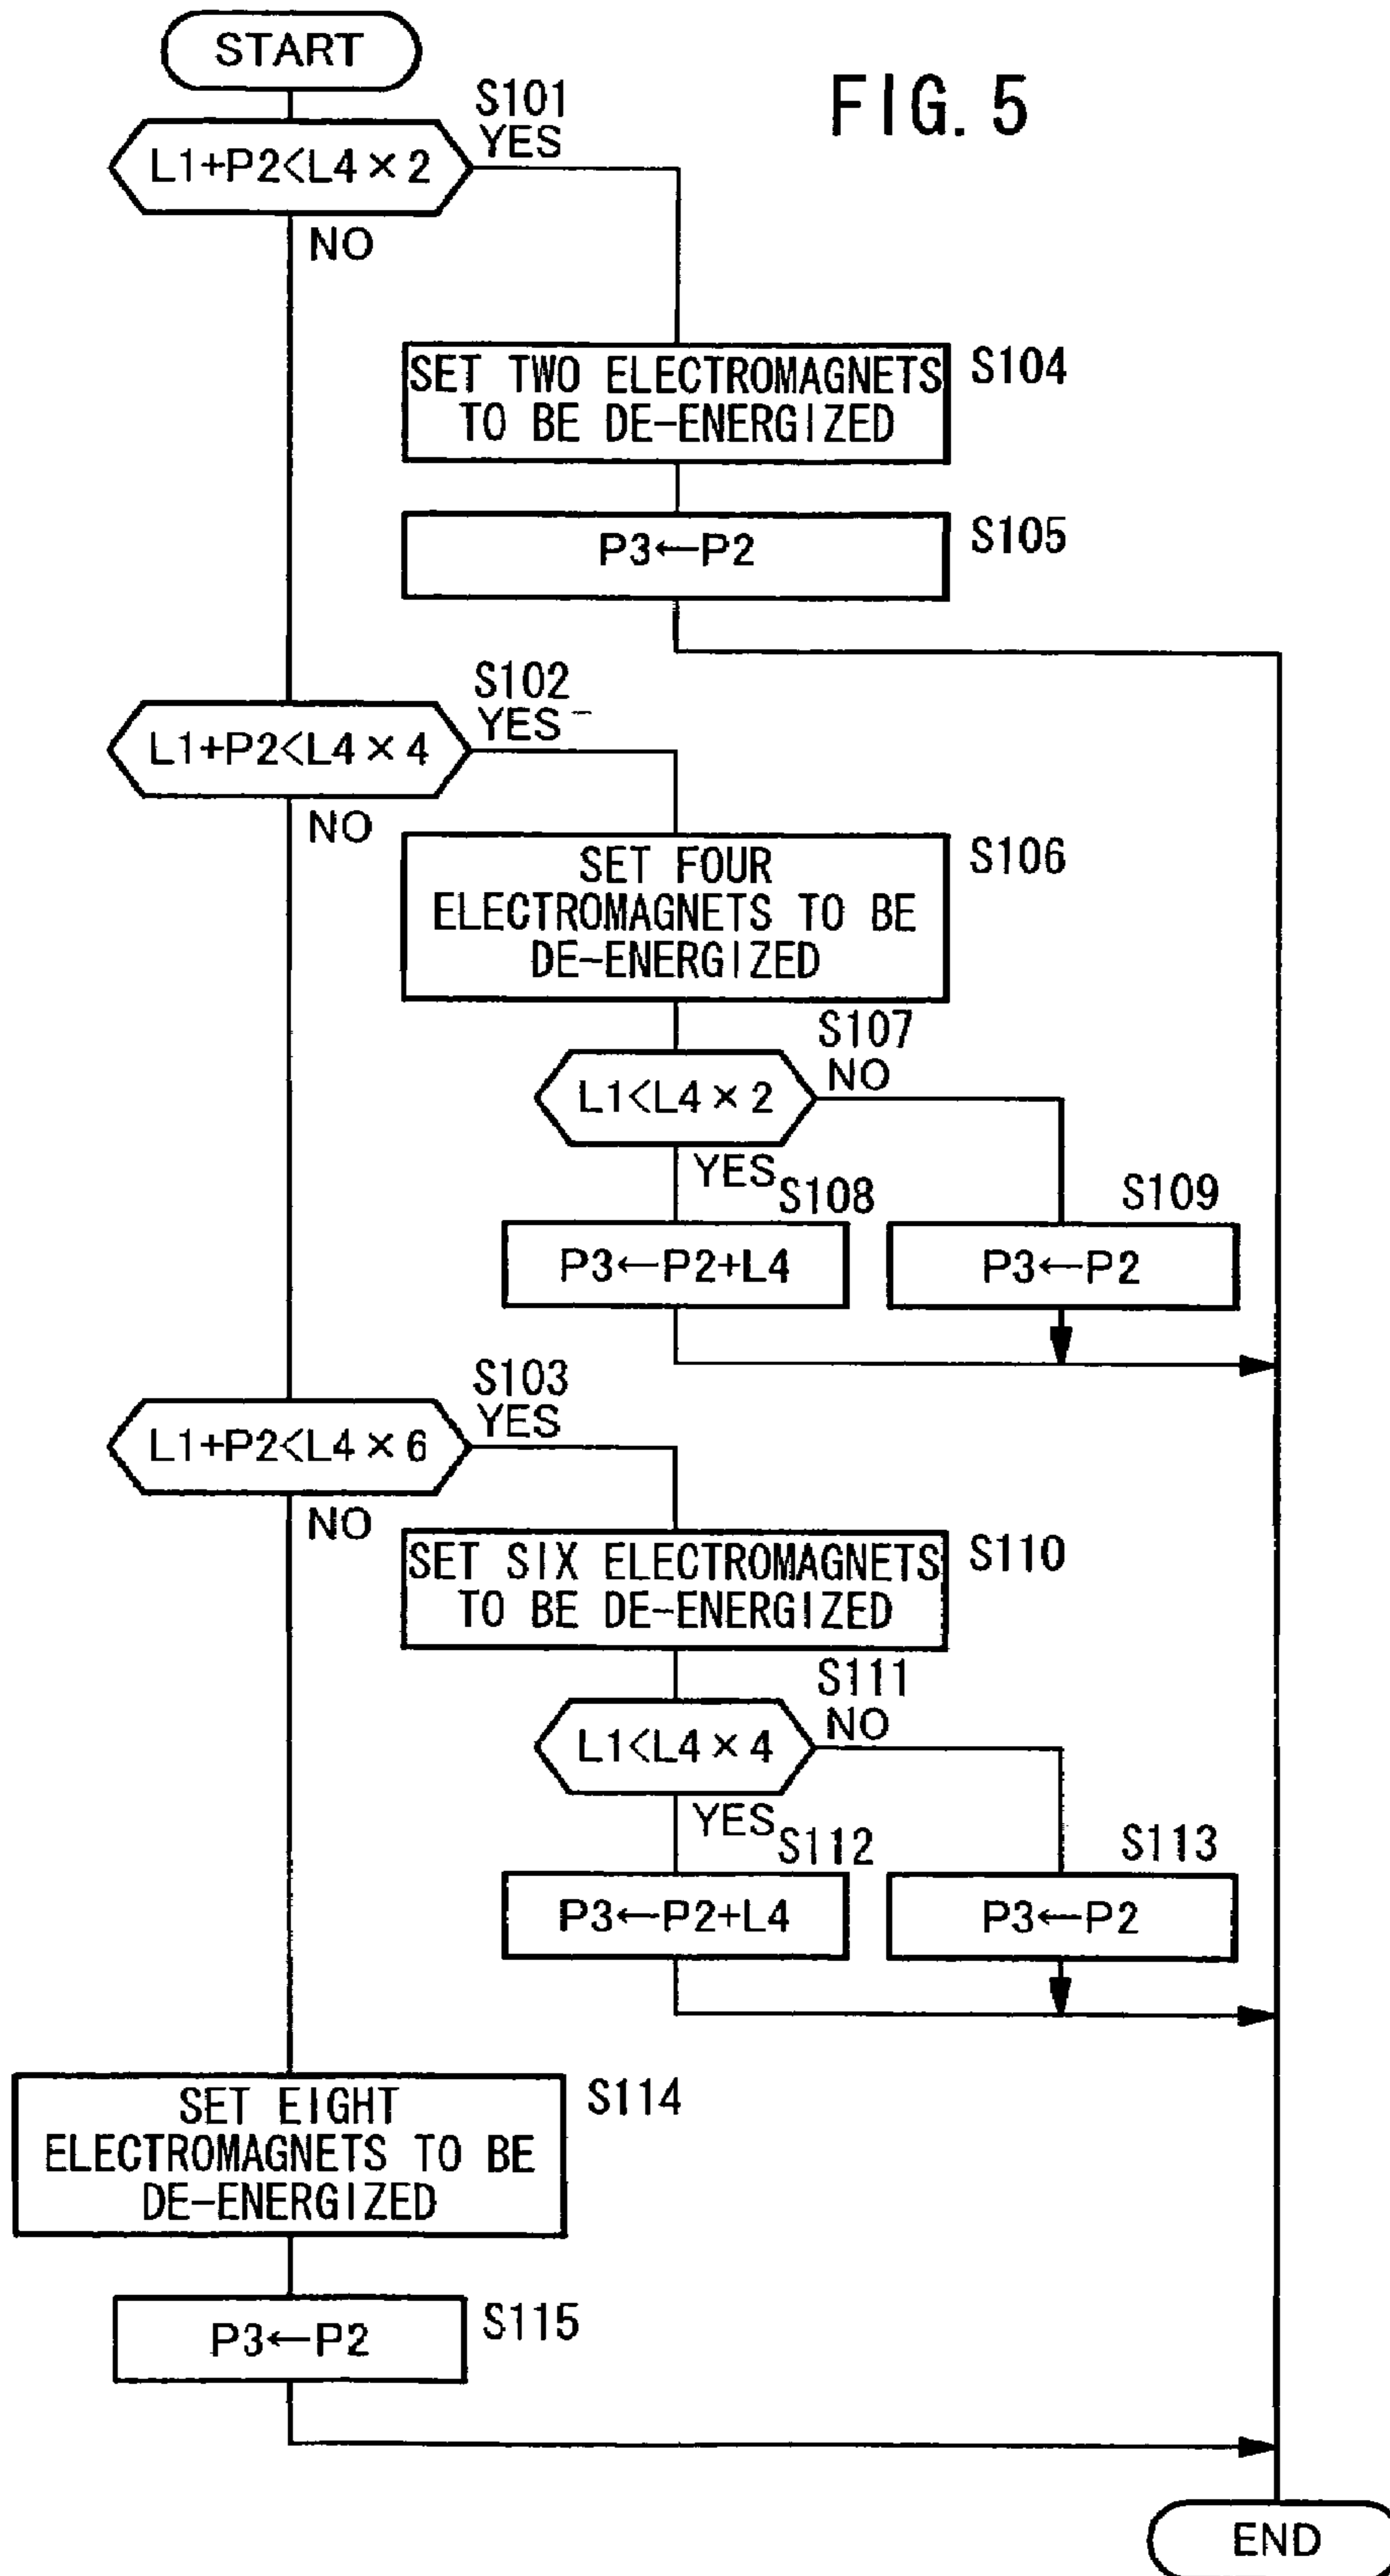 START
FIG. 5
S101
YES
L1+P2<L4×2
NO
SET TWO ELECTROMAGNETS
TO BE DE-ENERGIZED
S104
P3←P2
S105
S102
YES
L1+P2<L4×4
NO
SET FOUR
ELECTROMAGNETS TO BE
DE-ENERGIZED
S106
S107
NO
L1<L4×2
YES
S108
S109
P3←P2+L4
P3←P2
S103
YES
L1+P2<L4×6
NO
SET SIX ELECTROMAGNETS
TO BE DE-ENERGIZED
S110
S111
NO
L1<L4×4
YES
S112
S113
P3←P2+L4
P3←P2
SET EIGHT
ELECTROMAGNETS TO BE
DE-ENERGIZED
S114
P3←P2
S115
END